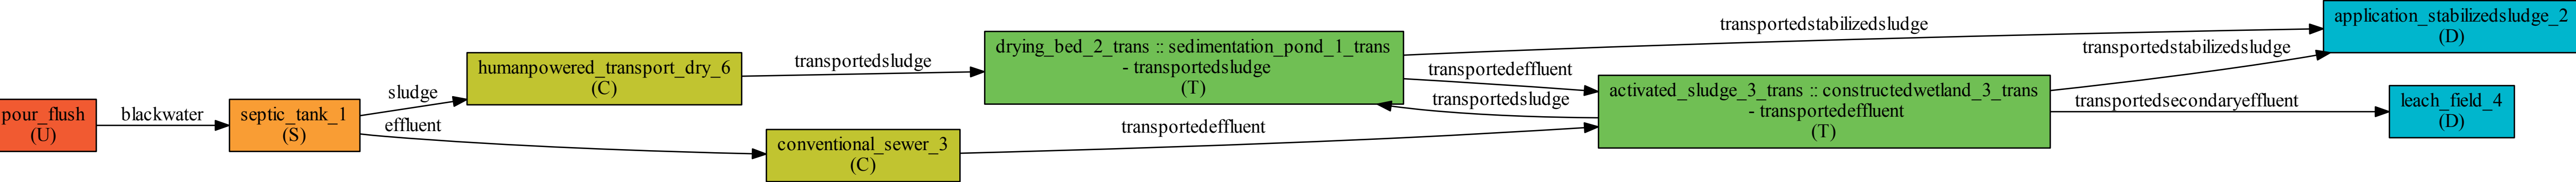 pour_flush
(U)
blackwater
septic_tank_1
(S)
sludge
effluent
humanpowered_transport_dry_6
(C)
conventional_sewer_3
(C)
transportedsludge
transportedeffluent
drying_bed_2_trans :: sedimentation_pond_1_trans
- transportedsludge
(T)
transportedstabilizedsludge
transportedeffluent
transportedsludge
activated_sludge_3_trans :: constructedwetland_3_trans
- transportedeffluent
(T)
transportedstabilizedsludge
transportedsecondaryeffluent
application_stabilizedsludge_2
(D)
leach_field_4
(D)